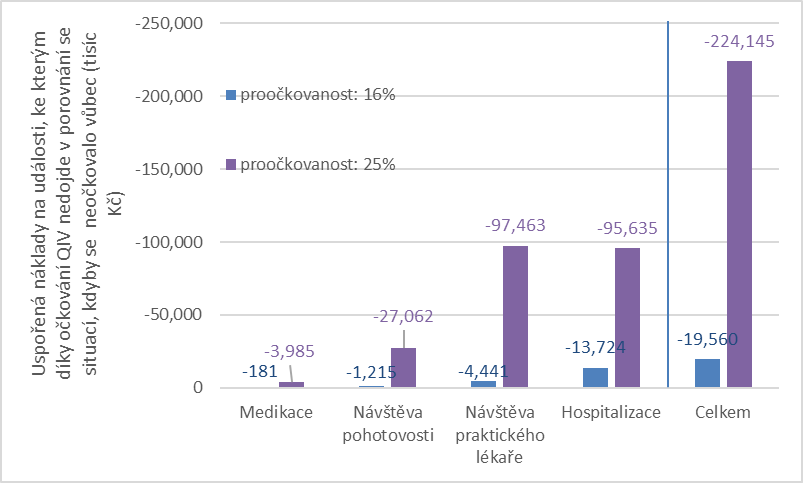 Uspořená náklady na události, ke kterým
díky očkování QIV nedojde v porovnání se
situací, kdyby se neočkovalo vůbec (tisíc
Kč)
-250,000
-200,000
-150,000
-100,000
-50,000
0
proočkovanost: 16%
proočkovanost: 25%
-181
-3,985
-1,215
-27,062
-4,441
-97,463
-13,724
-95,635
-19,560
-224,145
Medikace
Návštěva
pohotovosti
Návštěva
praktického
lékaře
Hospitalizace
Celkem